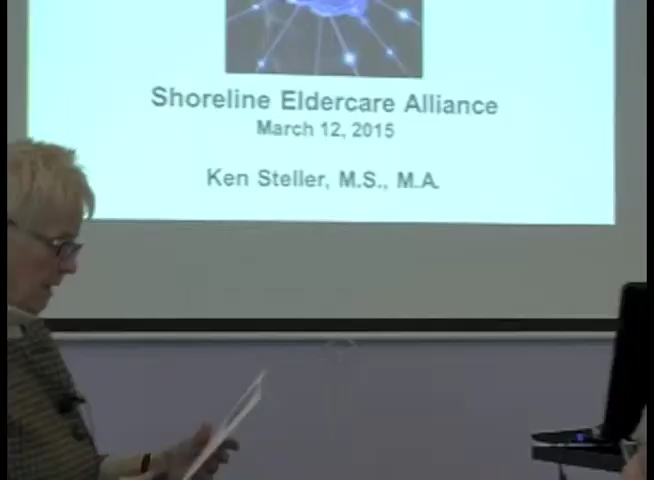 Shoreline Eldercare Alliance
March 12, 2015
Ken Steller, M.S., M.A.